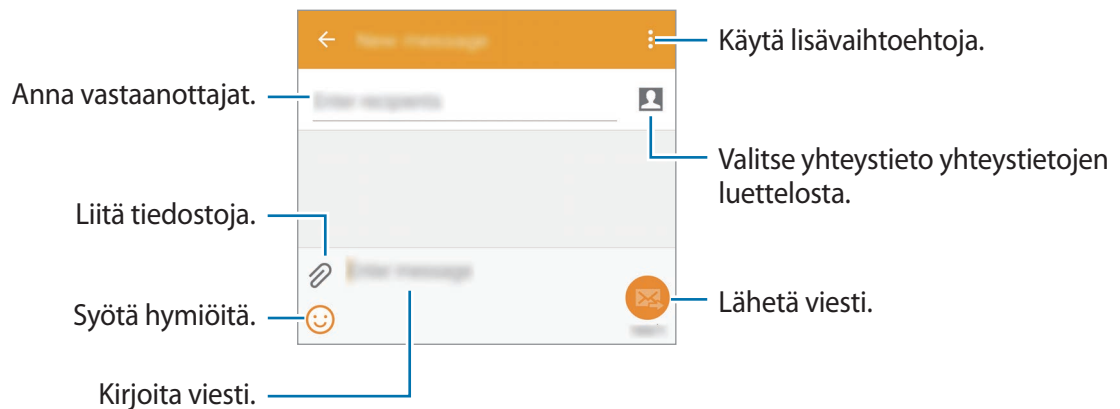 Käytä lisävaihtoehtoja.
Anna vastaanottajat.
Valitse yhteystieto yhteystietojen
luettelosta.
Liitä tiedostoja.
Syötä hymiöitä.
Lähetä viesti.
Kirjoita viesti.